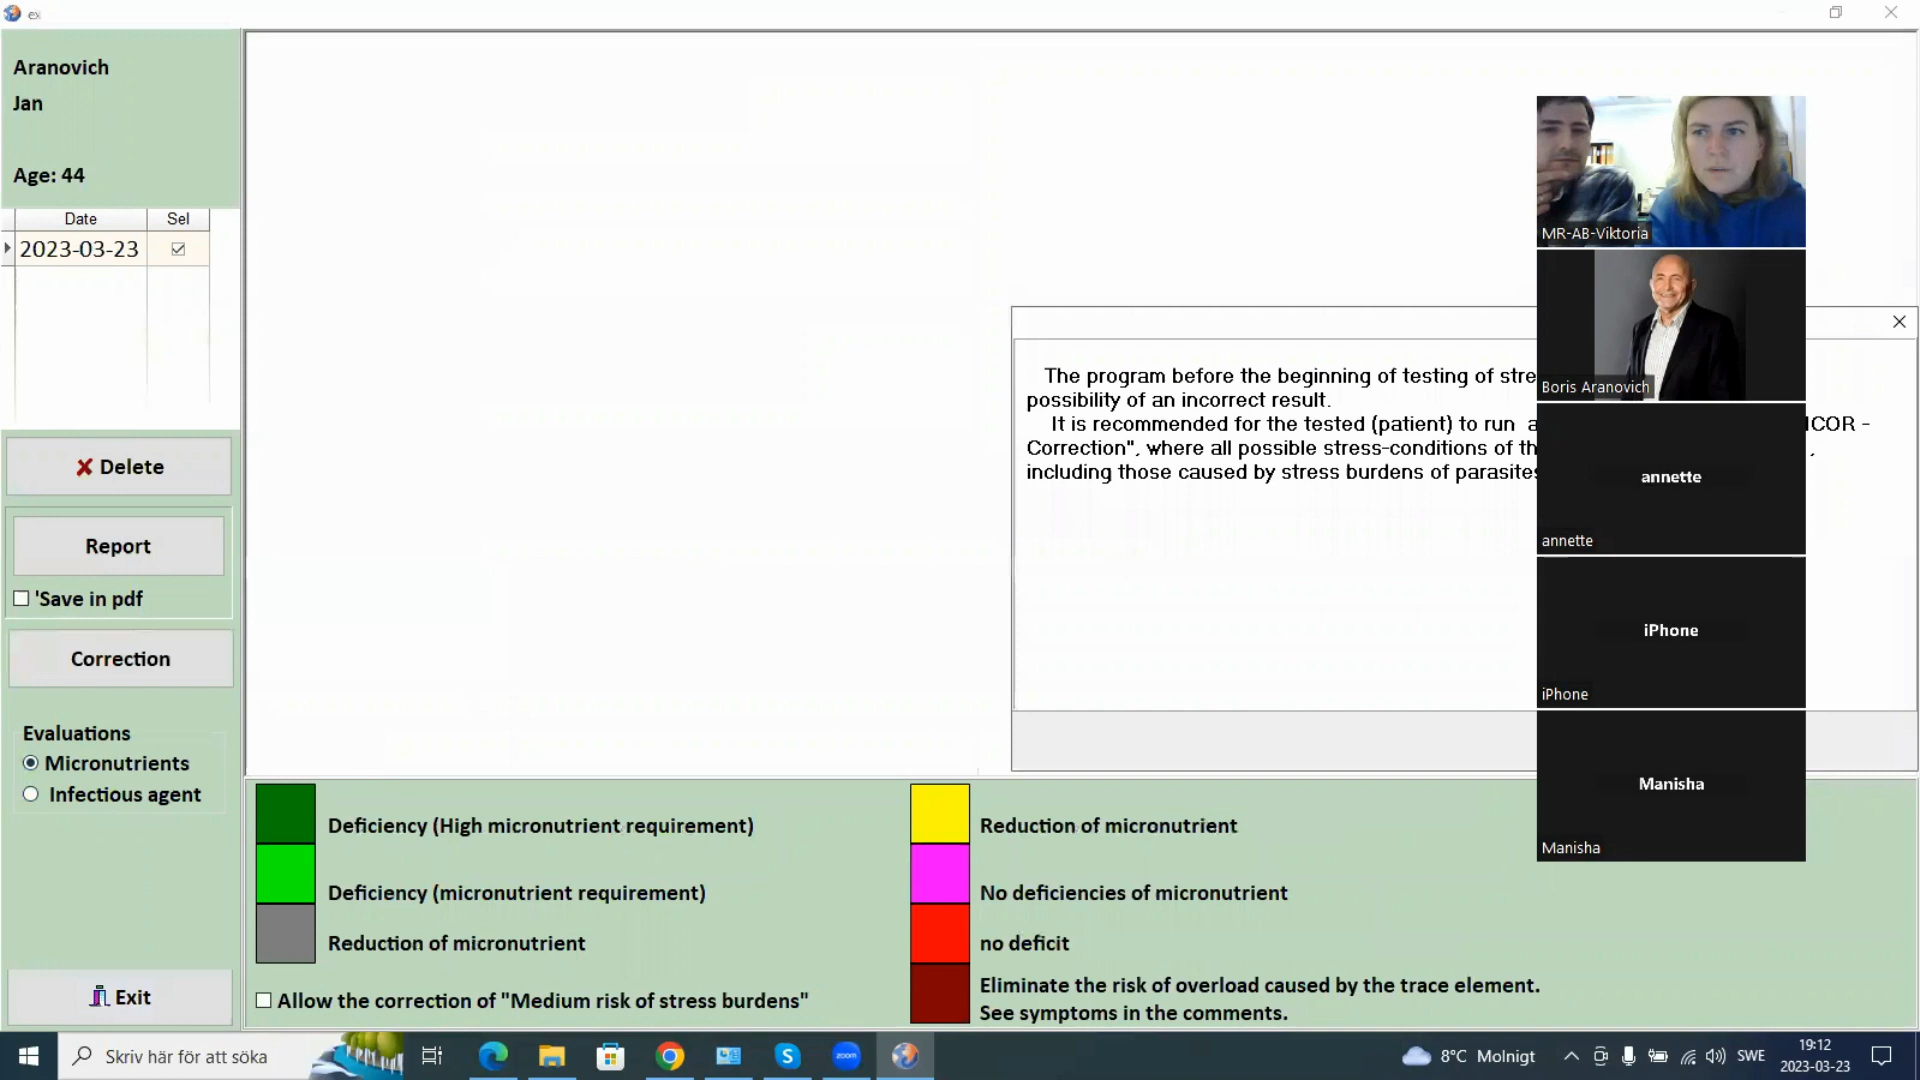 ex
Aranovich
Jan
Age: 44
Date Sel
2023-03-23
Delete
Report
'Save in pdf
Correction
Evaluations
Micronutrients
Infectious agent
Exit
The program before the beginning of testing of stre
possibility of an incorrect result.
It is recommended for the tested (patient) to run a
ICOR -
Correction", where all possible stress-conditions of th
,
including those caused by stress burdens of parasites
MR-AB-Viktoria
Boris Aranovich
annette
annette
iPhone
iPhone
Manisha
Manisha
Deficiency (High micronutrient requirement)
Deficiency (micronutrient requirement)
Reduction of micronutrient
Allow the correction of "Medium risk of stress burdens"
Reduction of micronutrient
No deficiencies of micronutrient
no deficit
Eliminate the risk of overload caused by the trace element.
See symptoms in the comments.
Skriv här för att söka
zoom
8°C Molnigt
SWE
19:12
2023-03-23